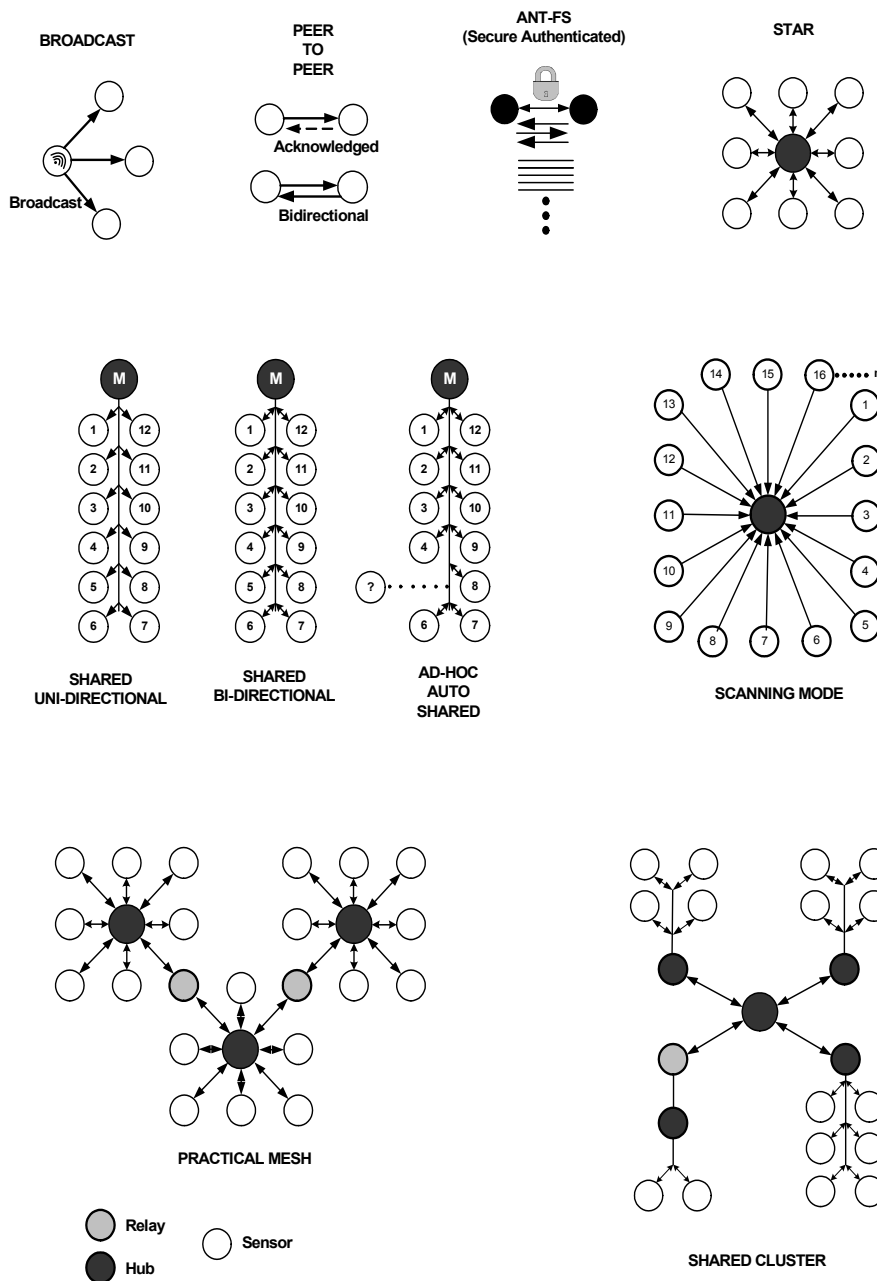 BROADCAST
Broadcast
PEER
TO
PEER
Acknowledged
Bidirectional
ANT-FS
(Secure Authenticated)
S
STAR
M
1 12
2 11
3 10
4 9
5 8
6 7
SHARED
UNI-DIRECTIONAL
M
1 12
2 11
3 10
4 9
5 8
6 7
SHARED
BI-DIRECTIONAL
M
1 12
2 11
3 10
4 9
? 8
6 7
AD-HOC
AUTO
SHARED
14 15 16
13 1
12 2
11 3
10 4
9 5
8 7 6
SCANNING MODE
PRACTICAL MESH
Relay
Sensor
Hub
SHARED CLUSTER